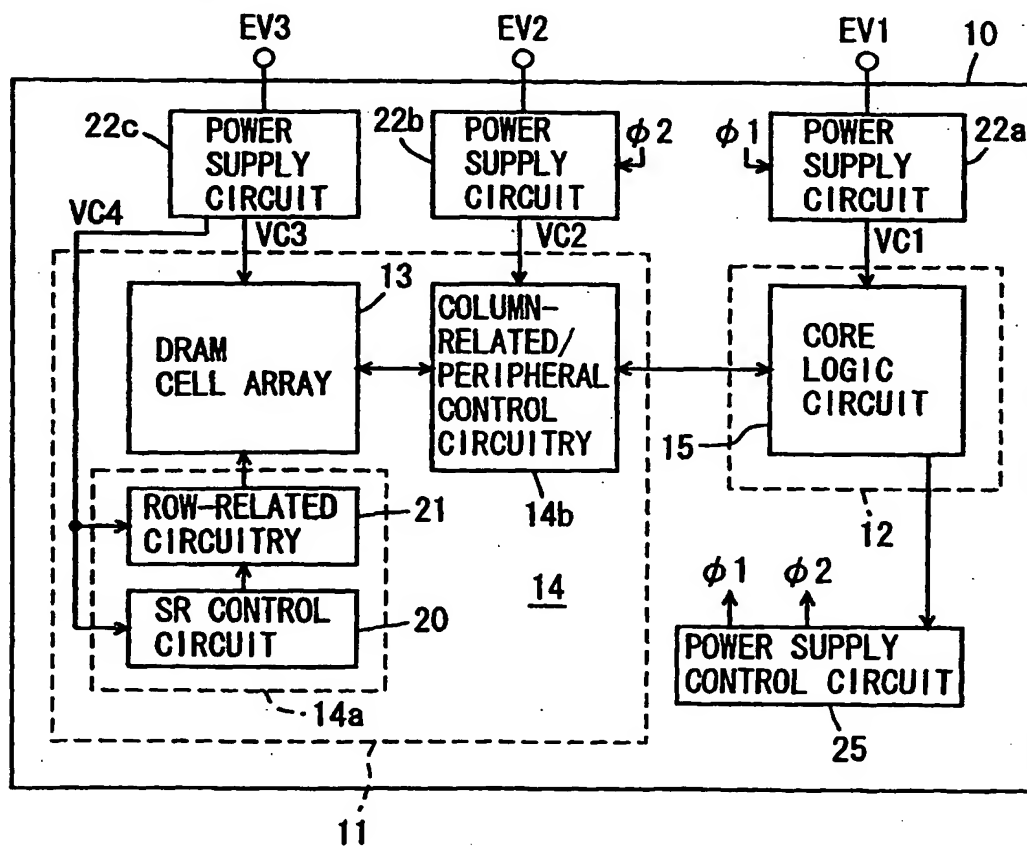 EV3
EV2
EV1
10
22c
POWER
SUPPLY
CIRCUIT
22b
POWER
SUPPLY
CIRCUIT
φ2
φ1
POWER
SUPPLY
CIRCUIT
22a
VC4
VC3
VC2
VC1
13
DRAM
CELL ARRAY
COLUMN-
RELATED/
PERIPHERAL
CONTROL
CIRCUITRY
CORE
LOGIC
CIRCUIT
15
14b
12
ROW-RELATED
CIRCUITRY
21
SR CONTROL
CIRCUIT
20
14
14a
φ1
φ2
POWER SUPPLY
CONTROL CIRCUIT
25
11